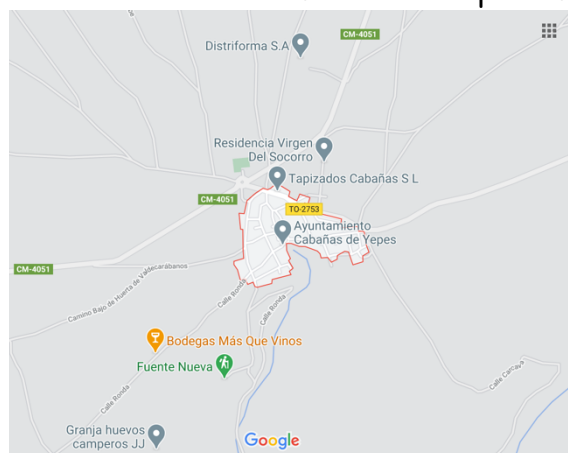 Distriforma S.A
CM-4051
Residencia Virgen
Del Socorro
Tapizados Cabañas S L
CM-4051
TO-2753
Ayuntamiento
Cabañas de Yepes
CM-4051
Camino Bajo de Huerta de Valdecarabanos
Calle Ronda
Calle Ronda
Bodegas Más Que Vinos
Fuente Nueva
Calle Carcaya
Calle Ronda
Granja huevos
camperos JJ
Google